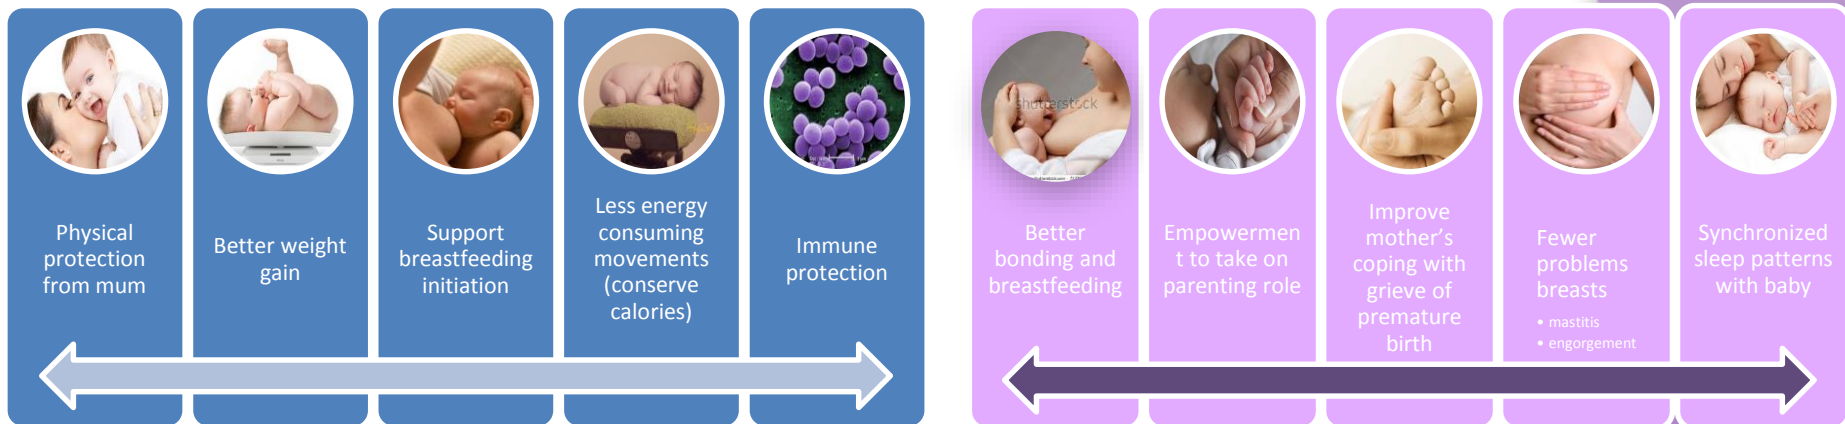 Physical
protection
from mum
Better weight
gain
Support
breastfeeding
initiation
Less energy
consuming
movements
(conserve
calories)
Immune
protection
shutterstock
Better
bonding and
breastfeeding
Empowermen
t to take on
parenting role
Improve
mother’s
coping with
grieve of
premature
birth
Fewer
problems
breasts
• mastitis
• engorgement
Synchronized
sleep patterns
with baby